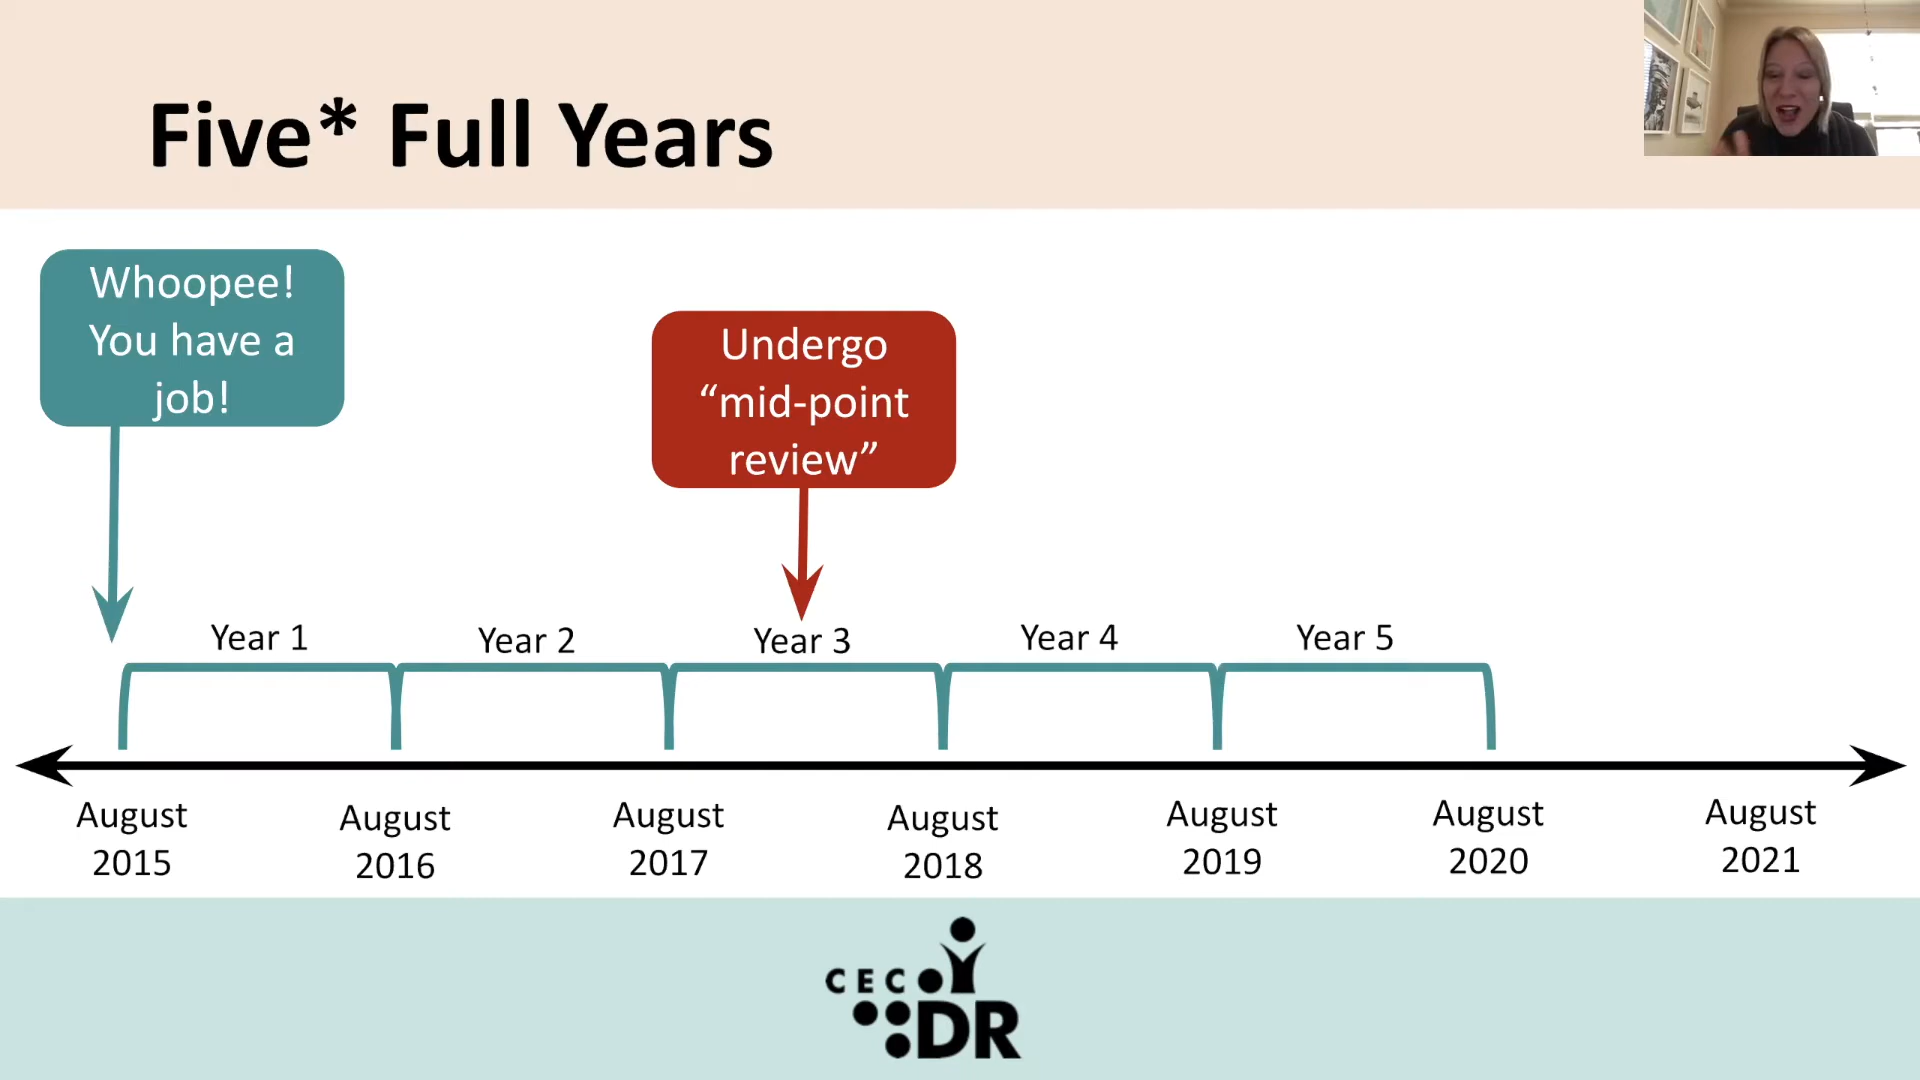 Five* Full Years
Whoopee!
You have a
job!
Undergo
“mid-point
review”
Year 1
Year 2
Year 3
Year 4
Year 5
August
2015
August
2016
August
2017
August
2018
August
2019
August
2020
August
2021
CEC
DR